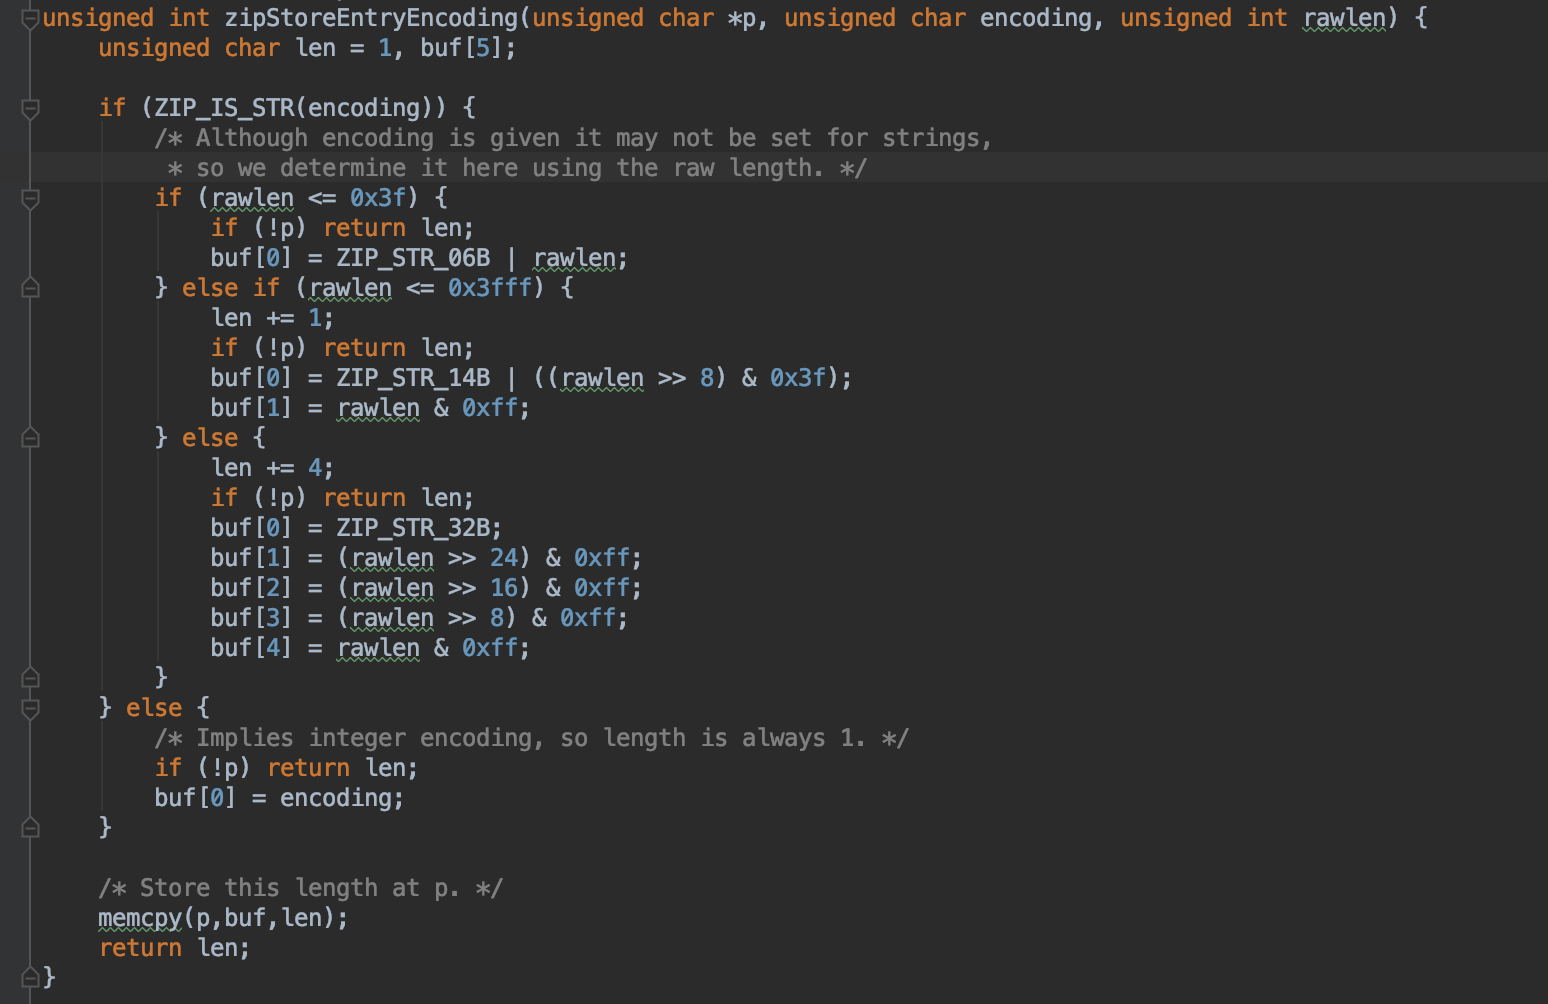 unsigned int zipStoreEntryEncoding(unsigned char *p, unsigned char encoding, unsigned int rawlen) {
    unsigned char len = 1, buf[5];

    if (ZIP_IS_STR(encoding)) {
        /* Although encoding is given it may not be set for strings,
         * so we determine it here using the raw length. */
        if (rawlen <= 0x3f) {
            if (!p) return len;
            buf[0] = ZIP_STR_06B | rawlen;
        } else if (rawlen <= 0x3fff) {
            len += 1;
            if (!p) return len;
            buf[0] = ZIP_STR_14B | ((rawlen >> 8) & 0x3f);
            buf[1] = rawlen & 0xff;
        } else {
            len += 4;
            if (!p) return len;
            buf[0] = ZIP_STR_32B;
            buf[1] = (rawlen >> 24) & 0xff;
            buf[2] = (rawlen >> 16) & 0xff;
            buf[3] = (rawlen >> 8) & 0xff;
            buf[4] = rawlen & 0xff;
        }
    } else {
        /* Implies integer encoding, so length is always 1. */
        if (!p) return len;
        buf[0] = encoding;
    }

    /* Store this length at p. */
    memcpy(p,buf,len);
    return len;
}